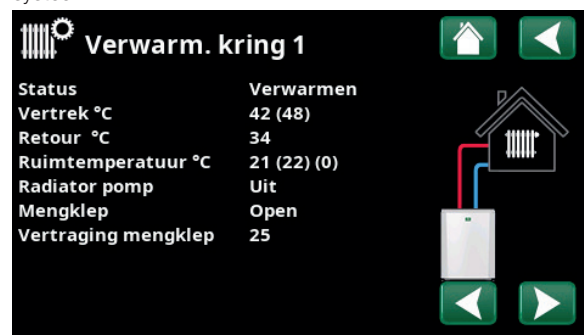 Verwarm. kring 1
Status Verwarmen
Vertrek °C 42 (48)
Retour °C 34
Ruimtemperatuur °C 21 (22) (0)
Radiator pomp Uit
Mengklep Open
Vertraging mengklep 25